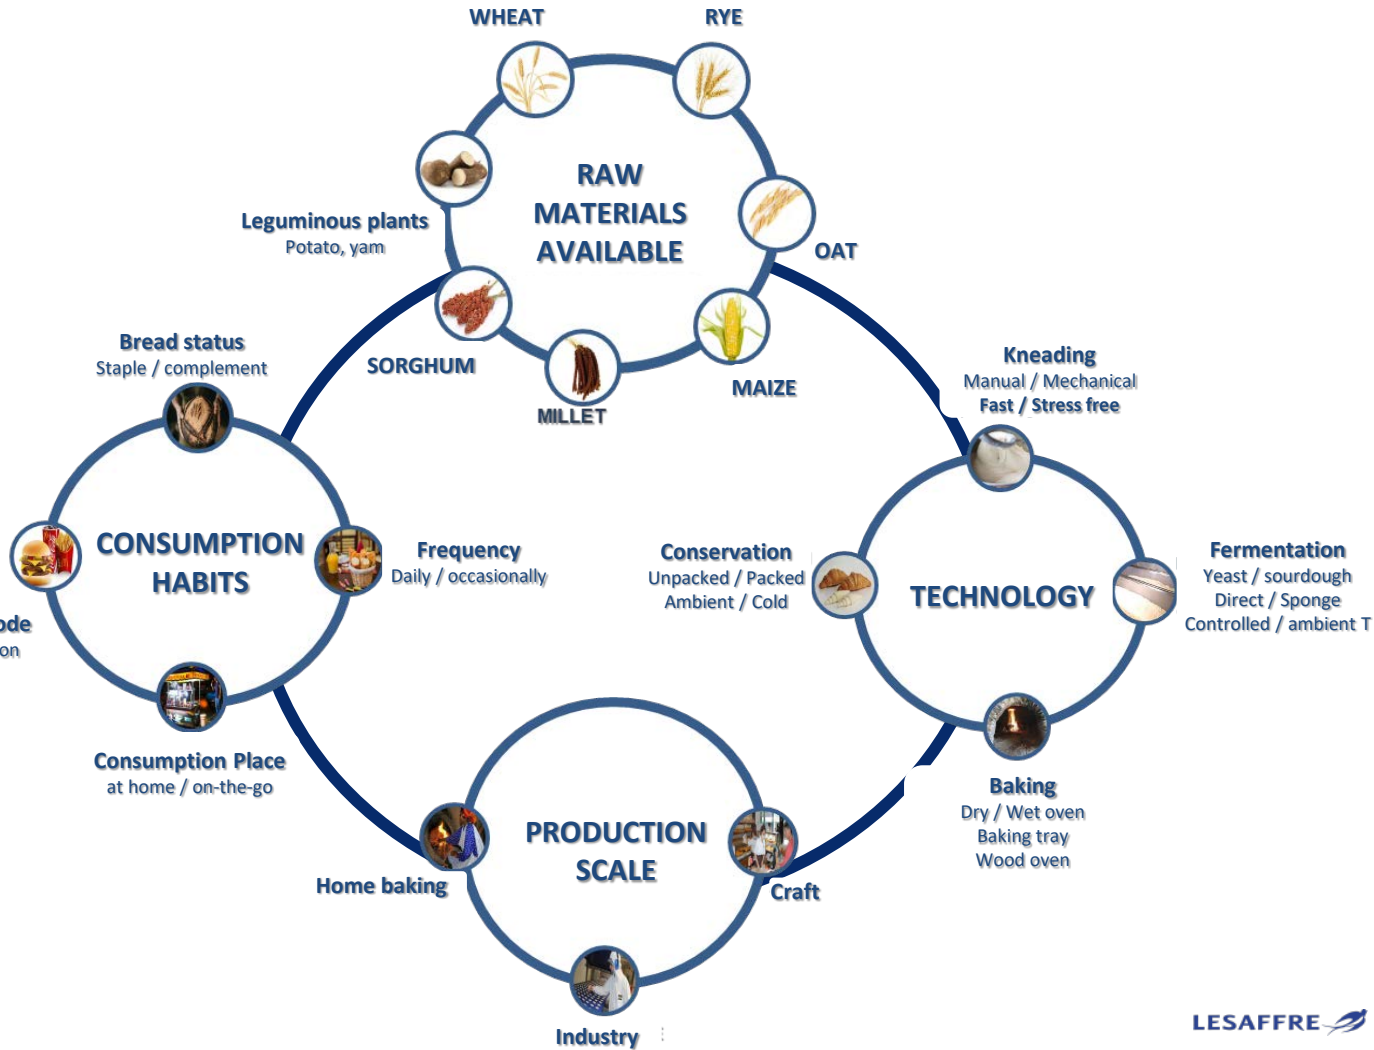 WHEAT
RYE
RAW
MATERIALS
AVAILABLE
Leguminous plants
Potato, yam
OAT
SORGHUM
MAIZE
MILLET
Bread status
Staple / complement
CONSUMPTION
HABITS
Frequency
Daily / occasionally
ode
on
Consumption Place
at home / on-the-go
Kneading
Manual / Mechanical
Fast / Stress free
Conservation
Unpacked / Packed
Ambient / Cold
TECHNOLOGY
Fermentation
Yeast / sourdough
Direct / Sponge
Controlled / ambient T
Baking
Dry / Wet oven
Baking tray
Wood oven
PRODUCTION
SCALE
Home baking
Craft
Industry
LESAFFRE